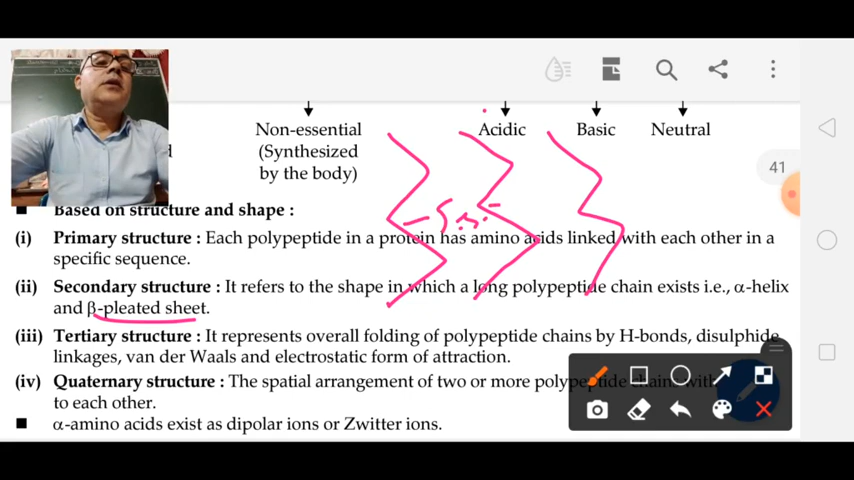 Non-essential
(Synthesized
by the body)
Acidic
Basic
Neutral
41
■ Based on structure and shape :
(i) Primary structure : Each polypeptide in a protein has amino acids linked with each other in a
specific sequence.
(ii) Secondary structure : It refers to the shape in which a long polypeptide chain exists i.e., α-helix
and β-pleated sheet.
(iii) Tertiary structure : It represents overall folding of polypeptide chains by H-bonds, disulphide
linkages, van der Waals and electrostatic form of attraction.
(iv) Quaternary structure : The spatial arrangement of two or more polypeptide chains with
to each other.
■ α-amino acids exist as dipolar ions or Zwitter ions.